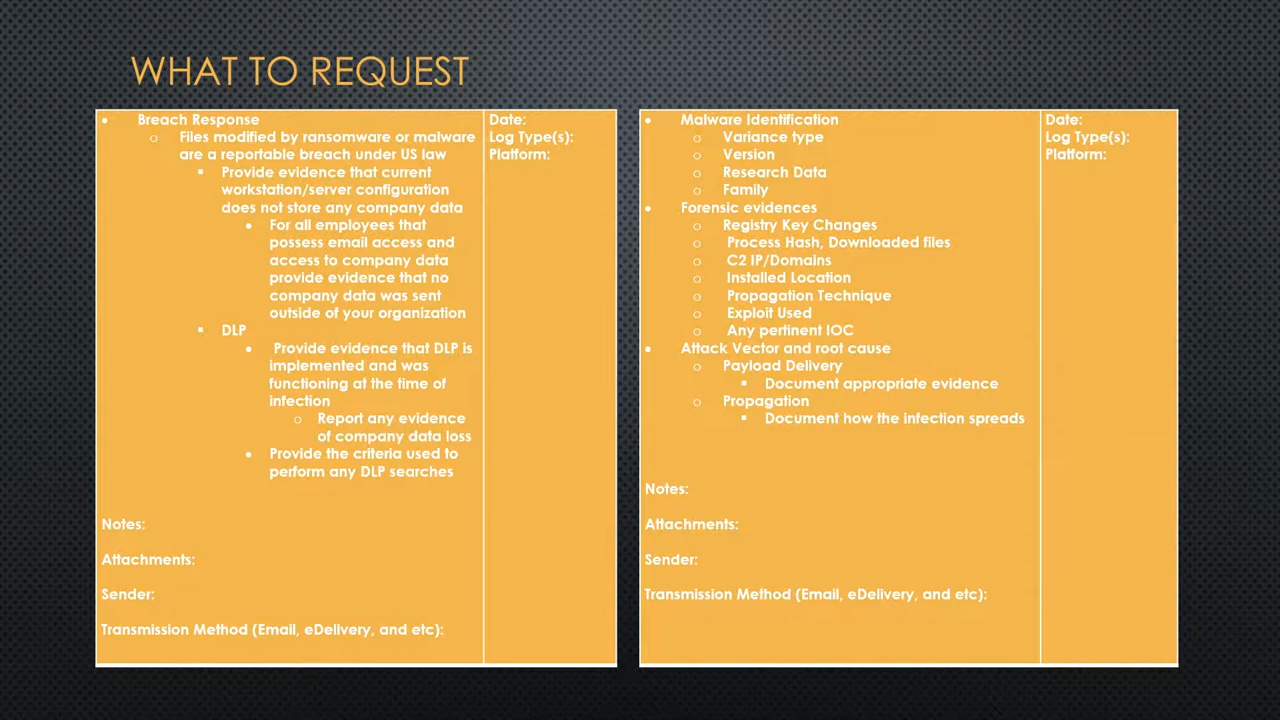 WHAT TO REQUEST
• Breach Response
o Files modified by ransomware or malware
are a reportable breach under US law
▪ Provide evidence that current
workstation/server configuration
does not store any company data
• For all employees that
possess email access and
access to company data
provide evidence that no
company data was sent
outside of your organization
▪ DLP
• Provide evidence that DLP is
implemented and was
functioning at the time of
infection
o Report any evidence
of company data loss
• Provide the criteria used to
perform any DLP searches
Notes:
Attachments:
Sender:
Transmission Method (Email, eDelivery, and etc):
Date:
Log Type(s):
Platform:
• Malware Identification
o Variance type
o Version
o Research Data
o Family
• Forensic evidences
o Registry Key Changes
o Process Hash, Downloaded files
o C2 IP/Domains
o Installed Location
o Propagation Technique
o Exploit Used
o Any pertinent IOC
• Attack Vector and root cause
o Payload Delivery
▪ Document appropriate evidence
o Propagation
▪ Document how the infection spreads
Notes:
Attachments:
Sender:
Transmission Method (Email, eDelivery, and etc):
Date:
Log Type(s):
Platform: